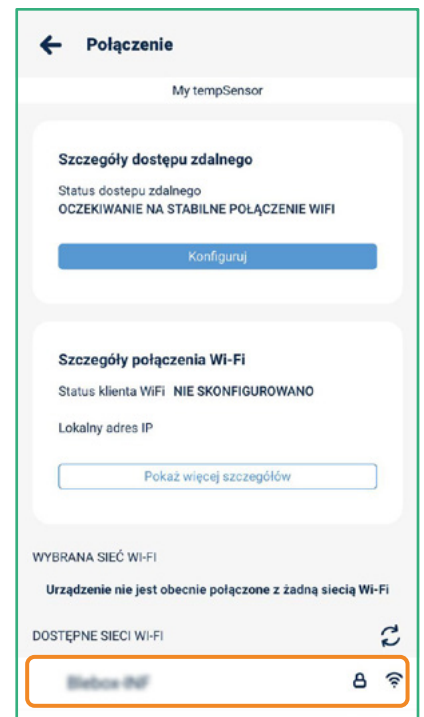 Połączenie
My tempSensor
Szczegóły dostępu zdalnego
Status dostepu zdalnego
OCZEKIWANIE NA STABILNE POŁĄCZENIE WIFI
Konfiguruj
Szczegóły połączenia Wi-Fi
Status klienta WiFi NIE SKONFIGUROWANO
Lokalny adres IP
Pokaż więcej szczegółów
WYBRANA SIEĆ WI-FI
Urządzenie nie jest obecnie połączone z żadną siecią Wi-Fi
DOSTĘPNE SIECI WI-FI